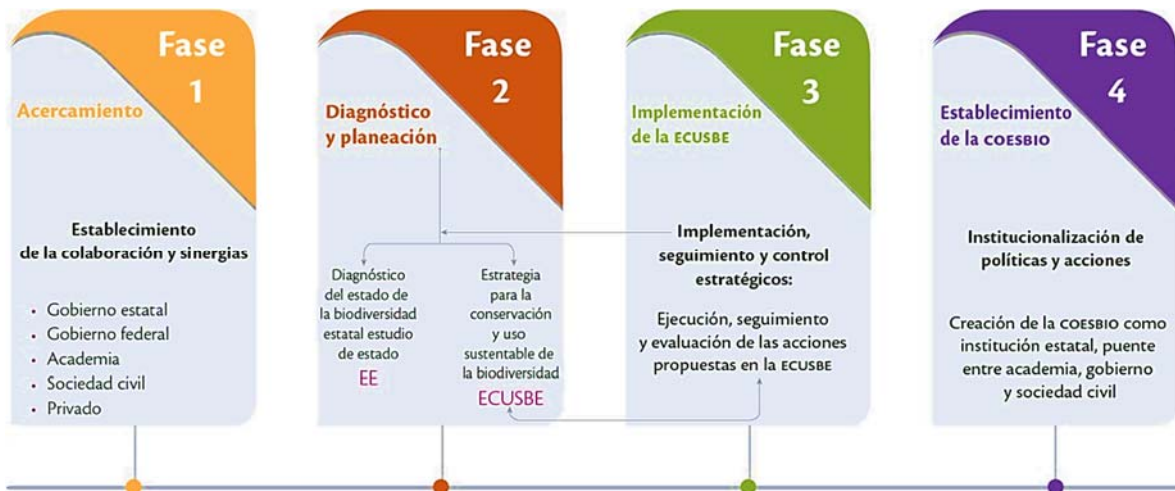 Fase
1
Acercamiento
Establecimiento
de la colaboración y sinergias
• Gobierno estatal
• Gobierno federal
• Academia
• Sociedad civil
• Privado
Fase
2
Diagnóstico
y planeación
Diagnóstico
del estado de
la biodiversidad
estatal estudio
de estado
EE
Estrategia
para la
conservación
y uso
sustentable de
la biodiversidad
ECUSBE
Fase
3
Implementación
de la ECUSBE
Implementación,
seguimiento y control
estratégicos:
Ejecución, seguimiento
y evaluación de las acciones
propuestas en la ECUSBE
Fase
4
Establecimiento
de la COESBIO
Institucionalización de
políticas y acciones
Creación de la COESBIO como
institución estatal, puente
entre academia, gobierno
y sociedad civil